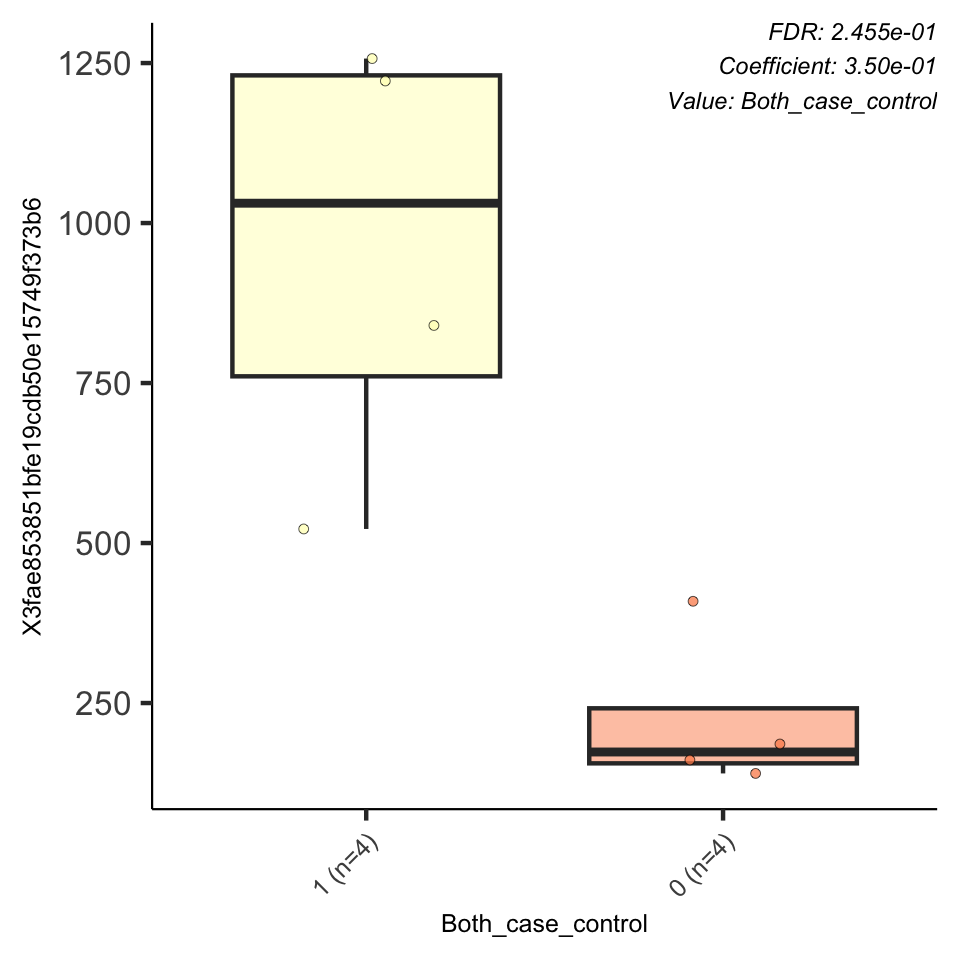 FDR: 2.455e-01
Coefficient: 3.50e-01
Value: Both_case_control
X3fae853851bfe19cdb50e15749f373b6
1250
1000
750
500
250
1 (n=4)
0 (n=4)
Both_case_control